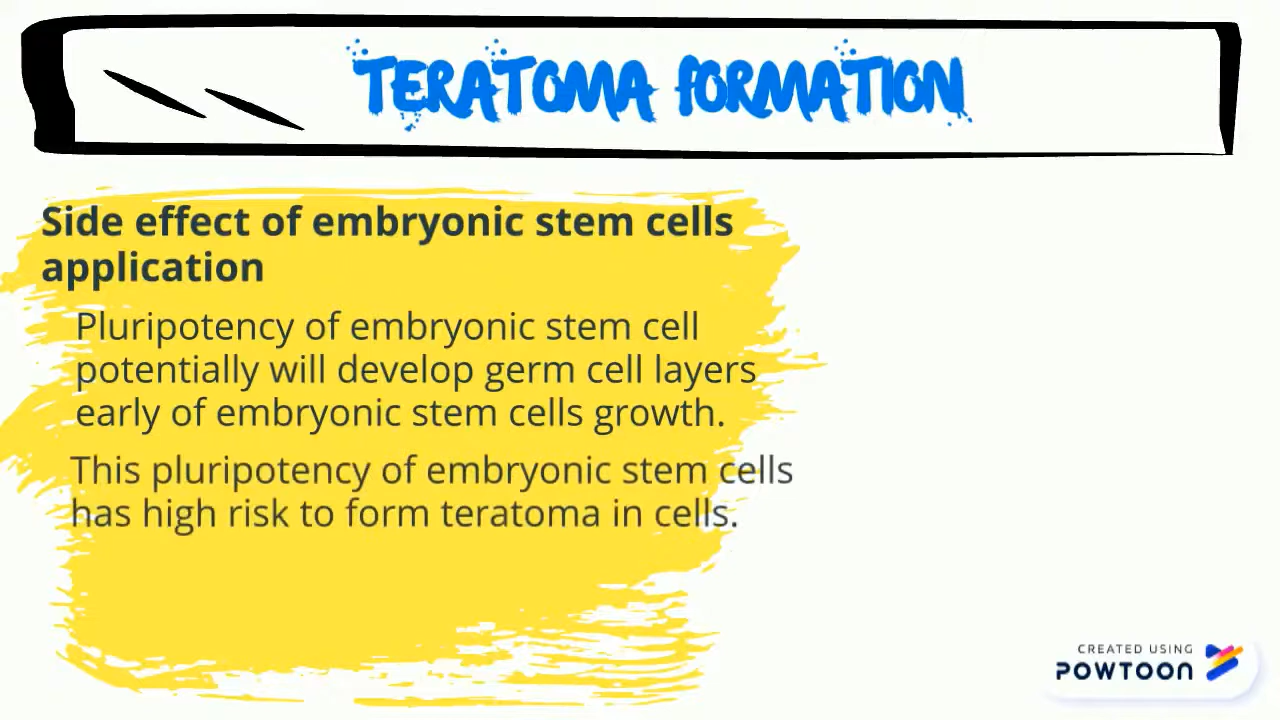 TERATOMA FORMATION
Side effect of embryonic stem cells
application
Pluripotency of embryonic stem cell
potentially will develop germ cell layers
early of embryonic stem cells growth.
This pluripotency of embryonic stem cells
has high risk to form teratoma in cells.
CREATED USING
POWTOON